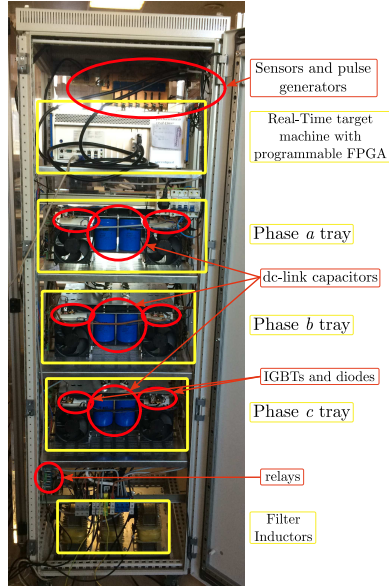 Sensors and pulse
generators
Real-Time target
machine with
programmable FPGA
Phase a tray
dc-link capacitors
Phase b tray
IGBTs and diodes
Phase c tray
relays
Filter
Inductors